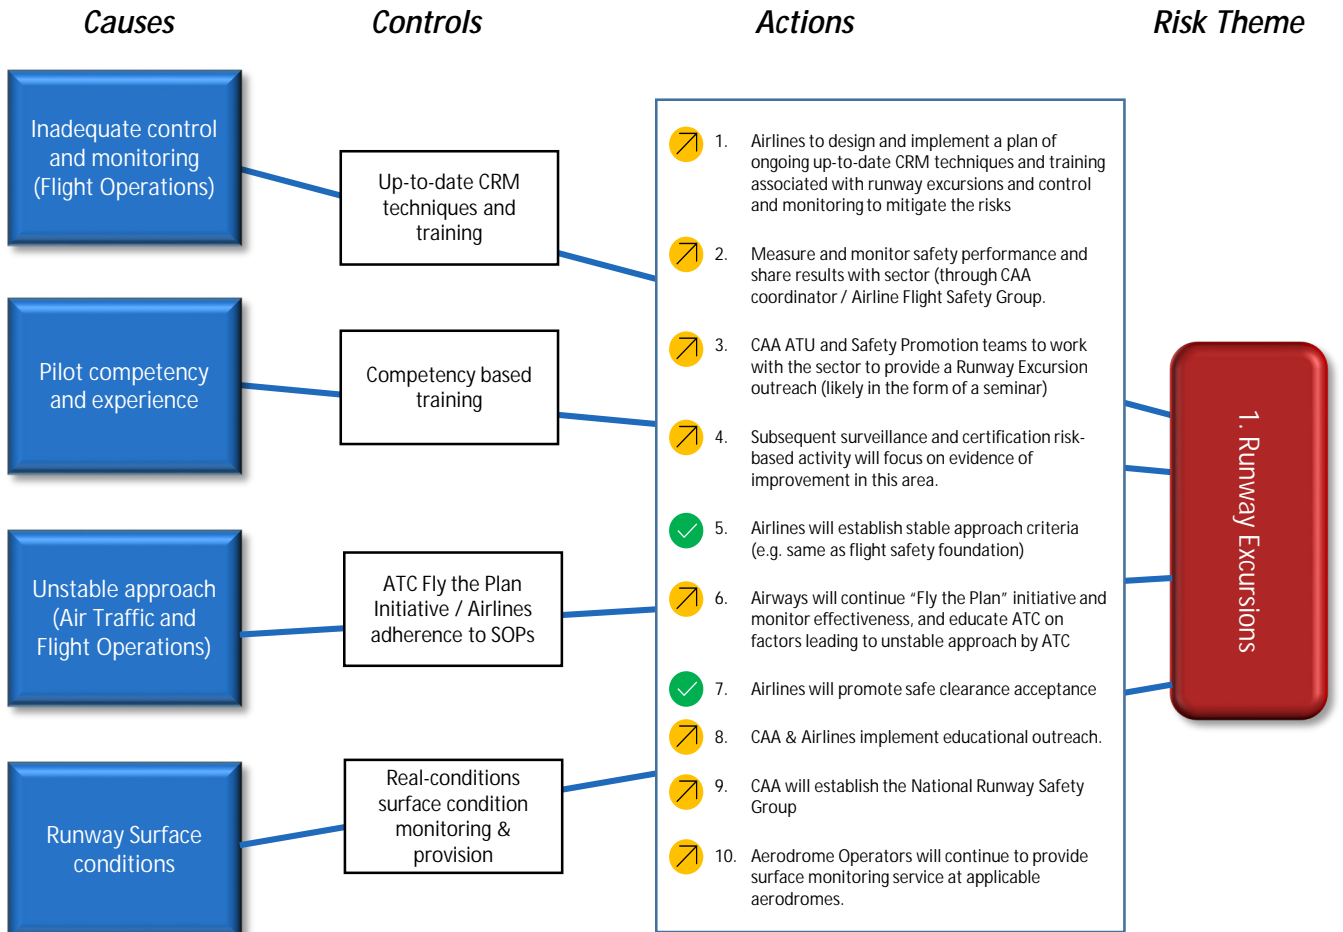 Causes
Controls
Actions
Risk Theme
Inadequate control
and monitoring
(Flight Operations)
Pilot competency
and experience
Unstable approach
(Air Traffic and
Flight Operations)
Runway Surface
conditions
Up-to-date CRM
techniques and
training
Competency based
training
ATC Fly the Plan
Initiative / Airlines
adherence to SOPs
Real-conditions
surface condition
monitoring &
provision
1. Airlines to design and implement a plan of
ongoing up-to-date CRM techniques and training
associated with runway excursions and control
and monitoring to mitigate the risks
2. Measure and monitor safety performance and
share results with sector (through CAA
coordinator / Airline Flight Safety Group.
3. CAA ATU and Safety Promotion teams to work
with the sector to provide a Runway Excursion
outreach (likely in the form of a seminar)
4. Subsequent surveillance and certification risk-
based activity will focus on evidence of
improvement in this area.
5. Airlines will establish stable approach criteria
(e.g. same as flight safety foundation)
6. Airways will continue “Fly the Plan” initiative and
monitor effectiveness, and educate ATC on
factors leading to unstable approach by ATC
7. Airlines will promote safe clearance acceptance
8. CAA & Airlines implement educational outreach.
9. CAA will establish the National Runway Safety
Group
10. Aerodrome Operators will continue to provide
surface monitoring service at applicable
aerodromes.
1. Runway Excursions